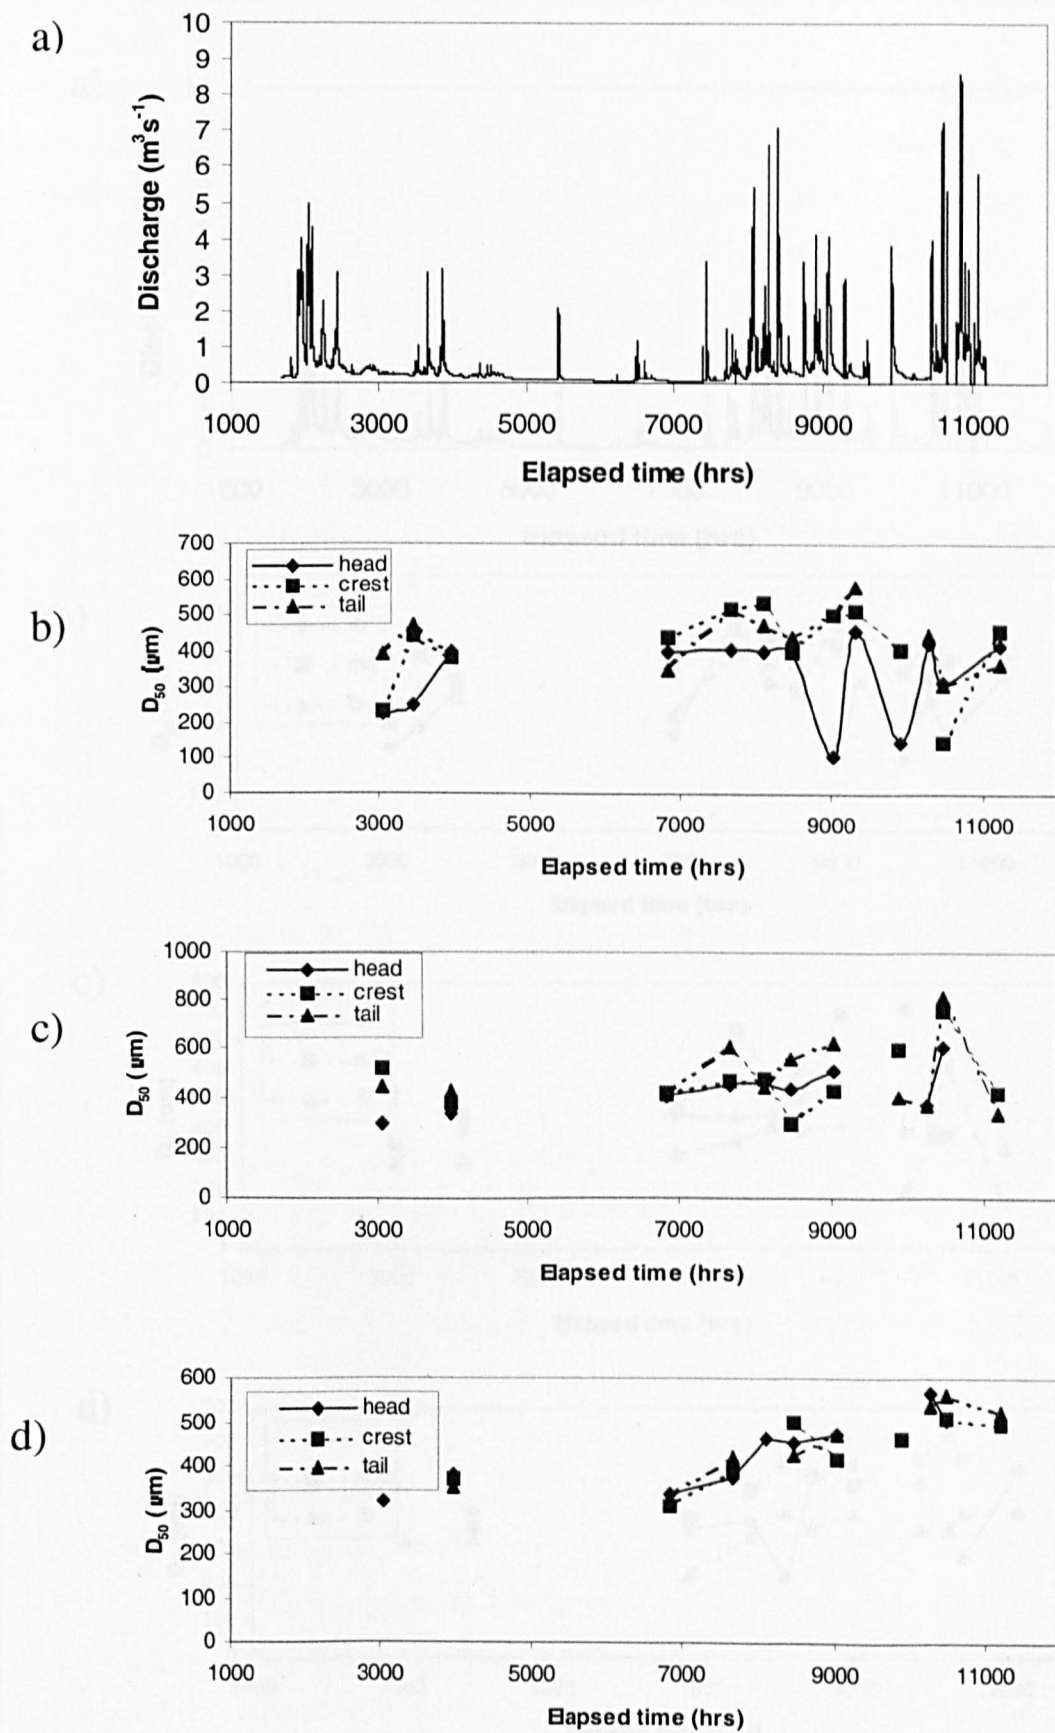 a)
10
9
8
7
6
5
4
3
2
1
0
Discharge (m³s⁻¹)
1000 3000 5000 7000 9000 11000
Elapsed time (hrs)
b)
700
600
500
400
300
200
100
0
D₅₀ (µm)
head
crest
tail
1000 3000 5000 7000 9000 11000
Elapsed time (hrs)
c)
1000
800
600
400
200
0
D₅₀ (µm)
head
crest
tail
1000 3000 5000 7000 9000 11000
Elapsed time (hrs)
d)
600
500
400
300
200
100
0
D₅₀ (µm)
head
crest
tail
1000 3000 5000 7000 9000 11000
Elapsed time (hrs)